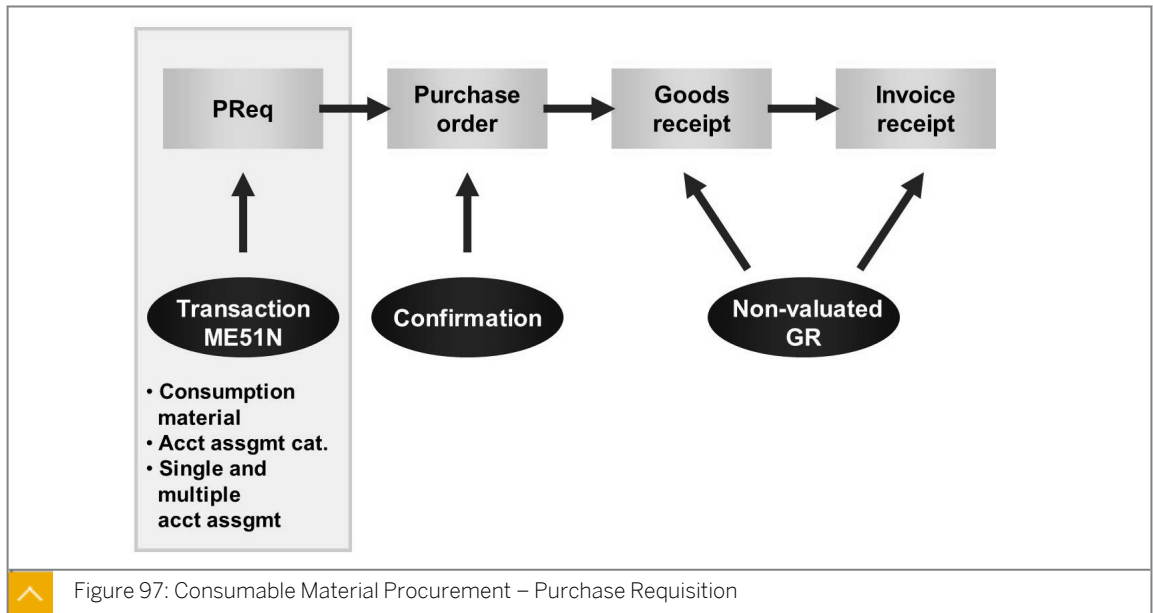 PReq
Purchase
order
Goods
receipt
Invoice
receipt
Transaction
ME51N
Confirmation
Non-valuated
GR
• Consumption
material
• Acct assgmt cat.
• Single and
multiple
acct assgmt
Figure 97: Consumable Material Procurement – Purchase Requisition